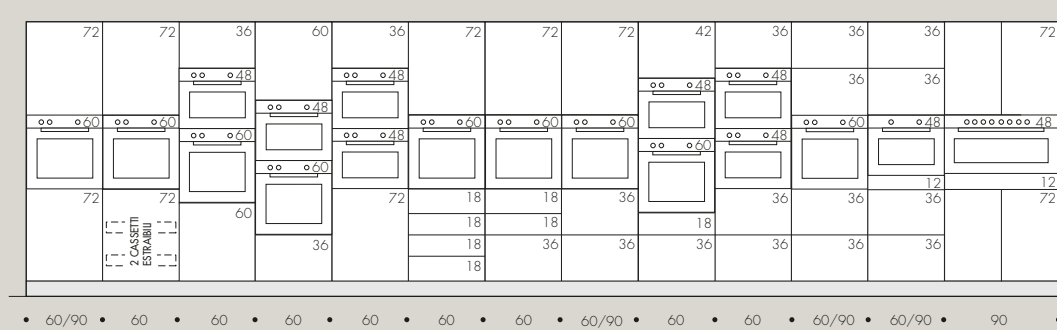 72 72 36 60 36 72 72 72 42 36 36 36 72
48 48 48 48 36 36
48
60 60 60 60 60 60 60 48 48
60 48 60 48
60
12 12
72 72 72 18 18 36 36 36 36 72
60 18 18 18
36 18 36 36 36 36 36
18
2 CASSETTI
ESTRAIBILI
• 60/90 • 60 • 60 • 60 • 60 • 60 • 60 • 60/90 • 60 • 60 • 60/90 • 60/90 • 90